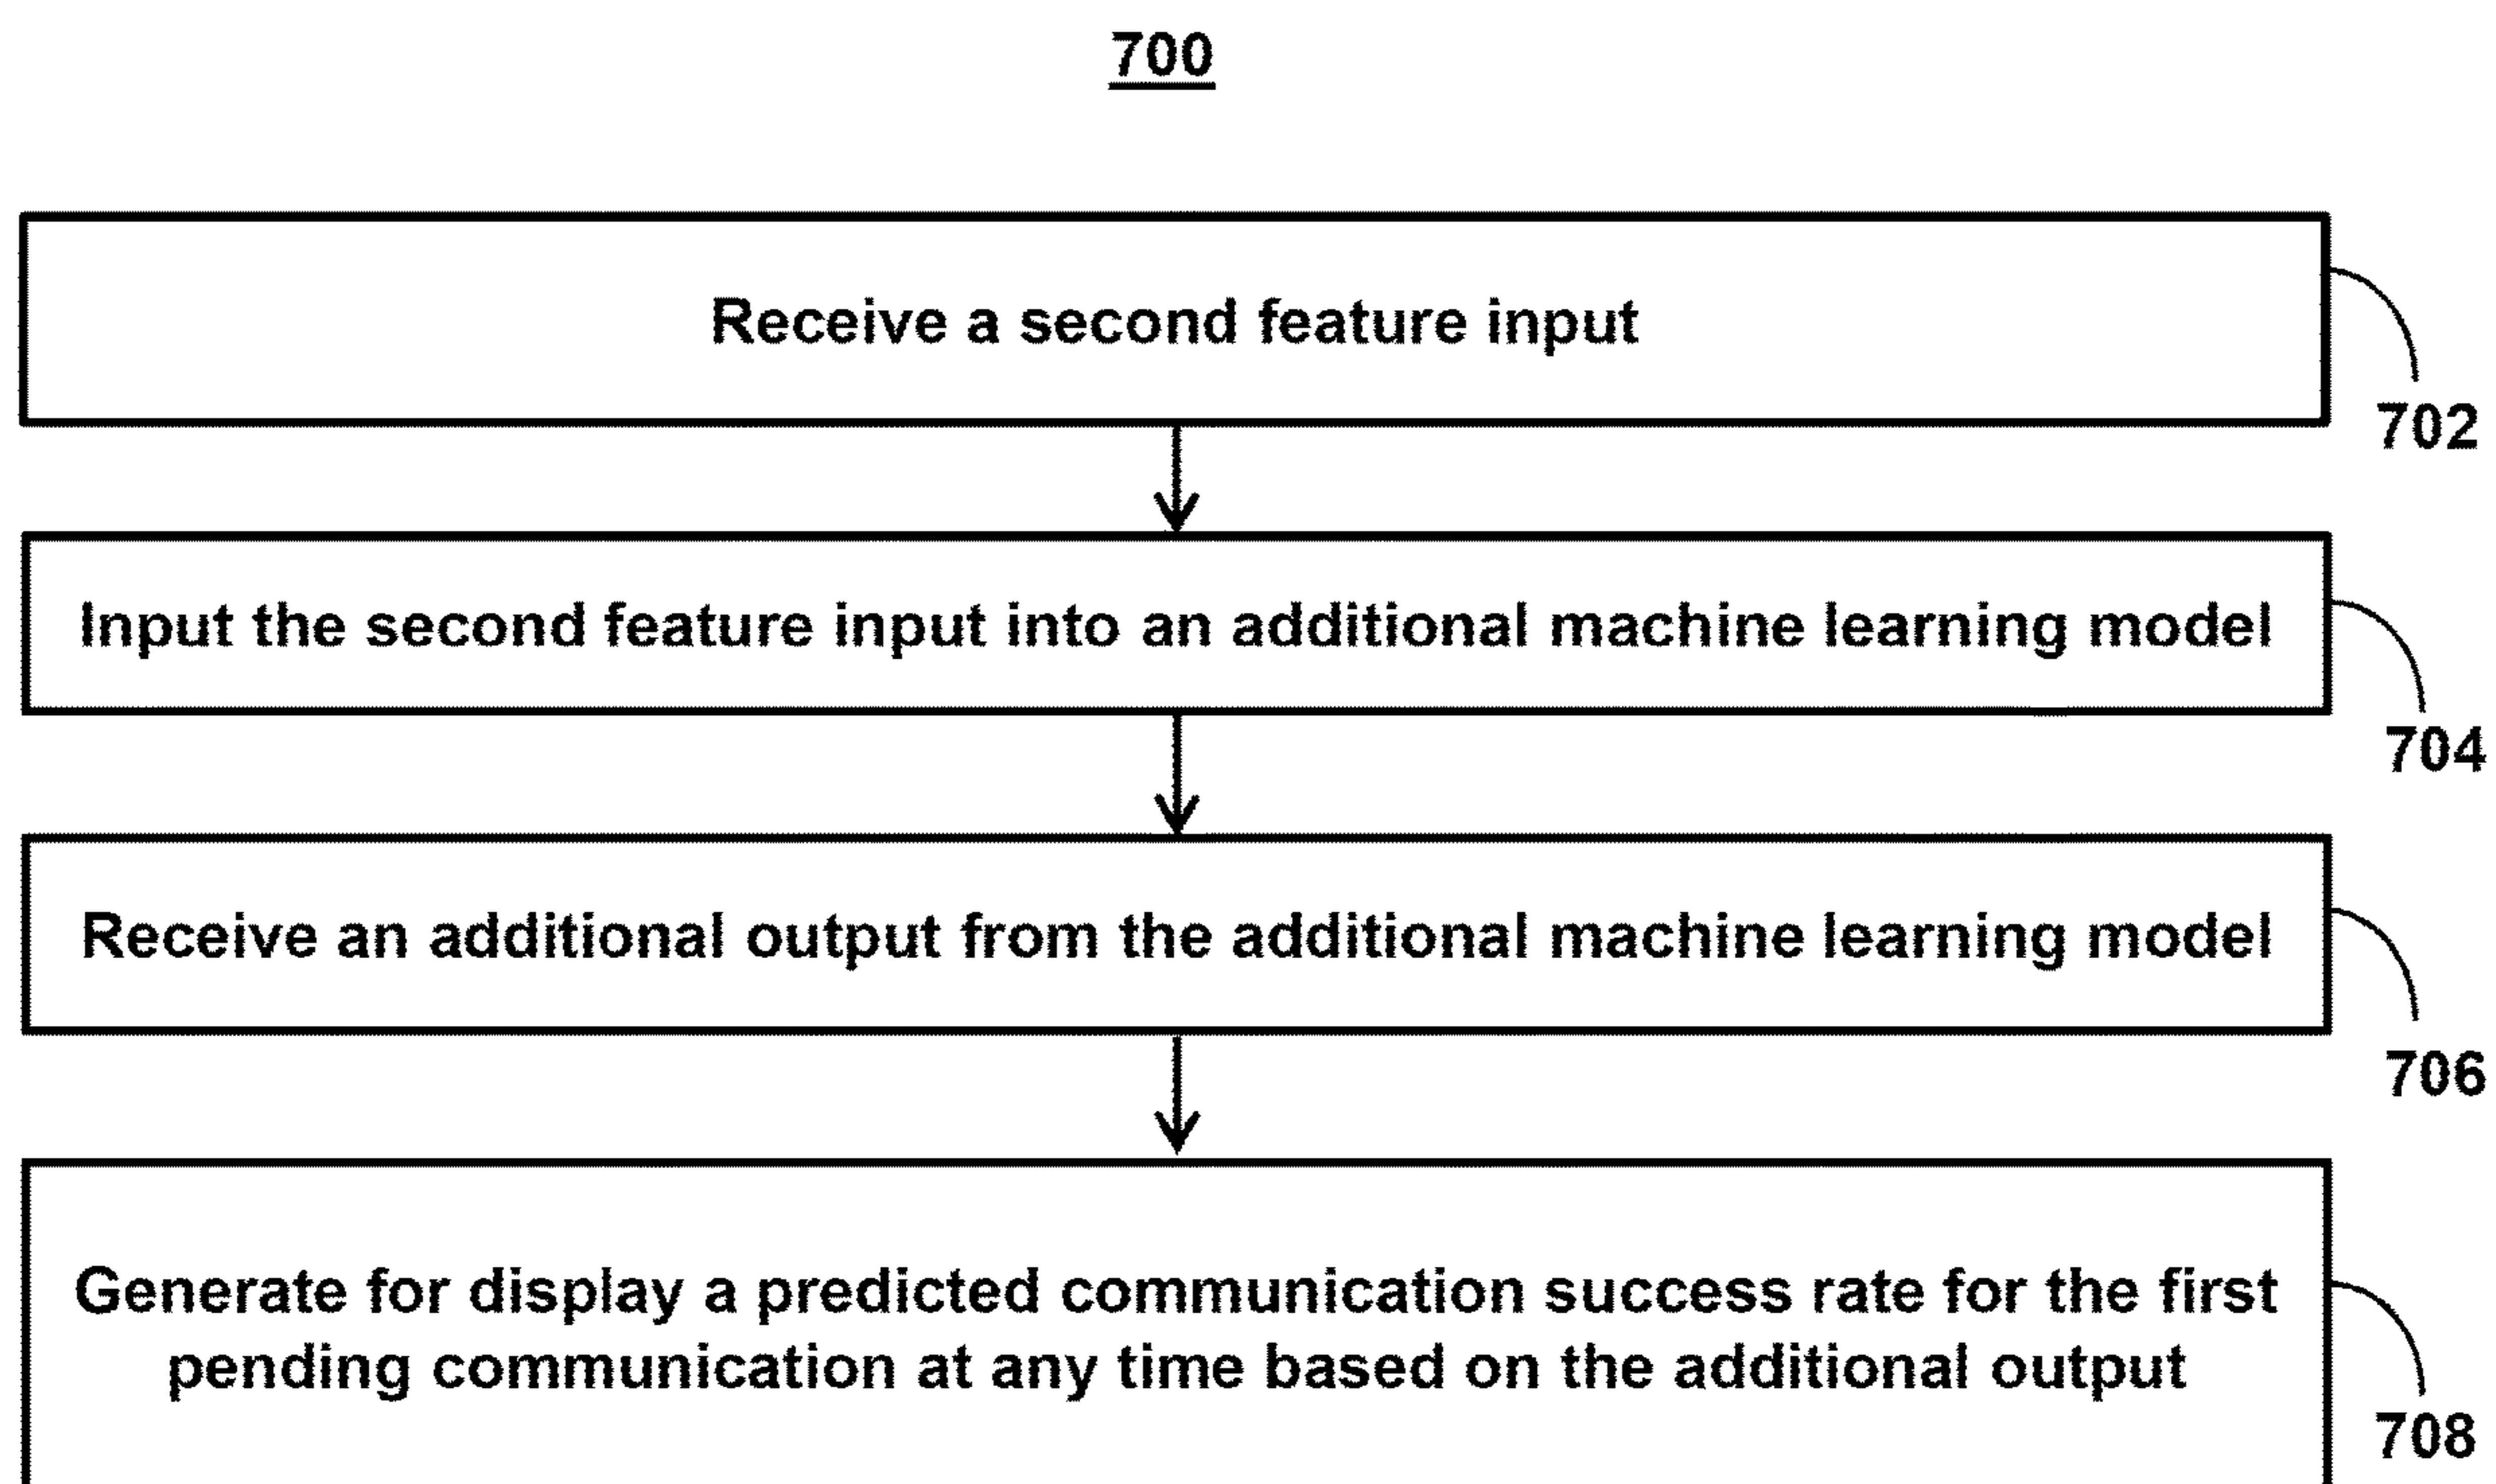 700
Receive a second feature input
702
Input the second feature input into an additional machine learning model
704
Receive an additional output from the additional machine learning model
706
Generate for display a predicted communication success rate for the first
pending communication at any time based on the additional output
708